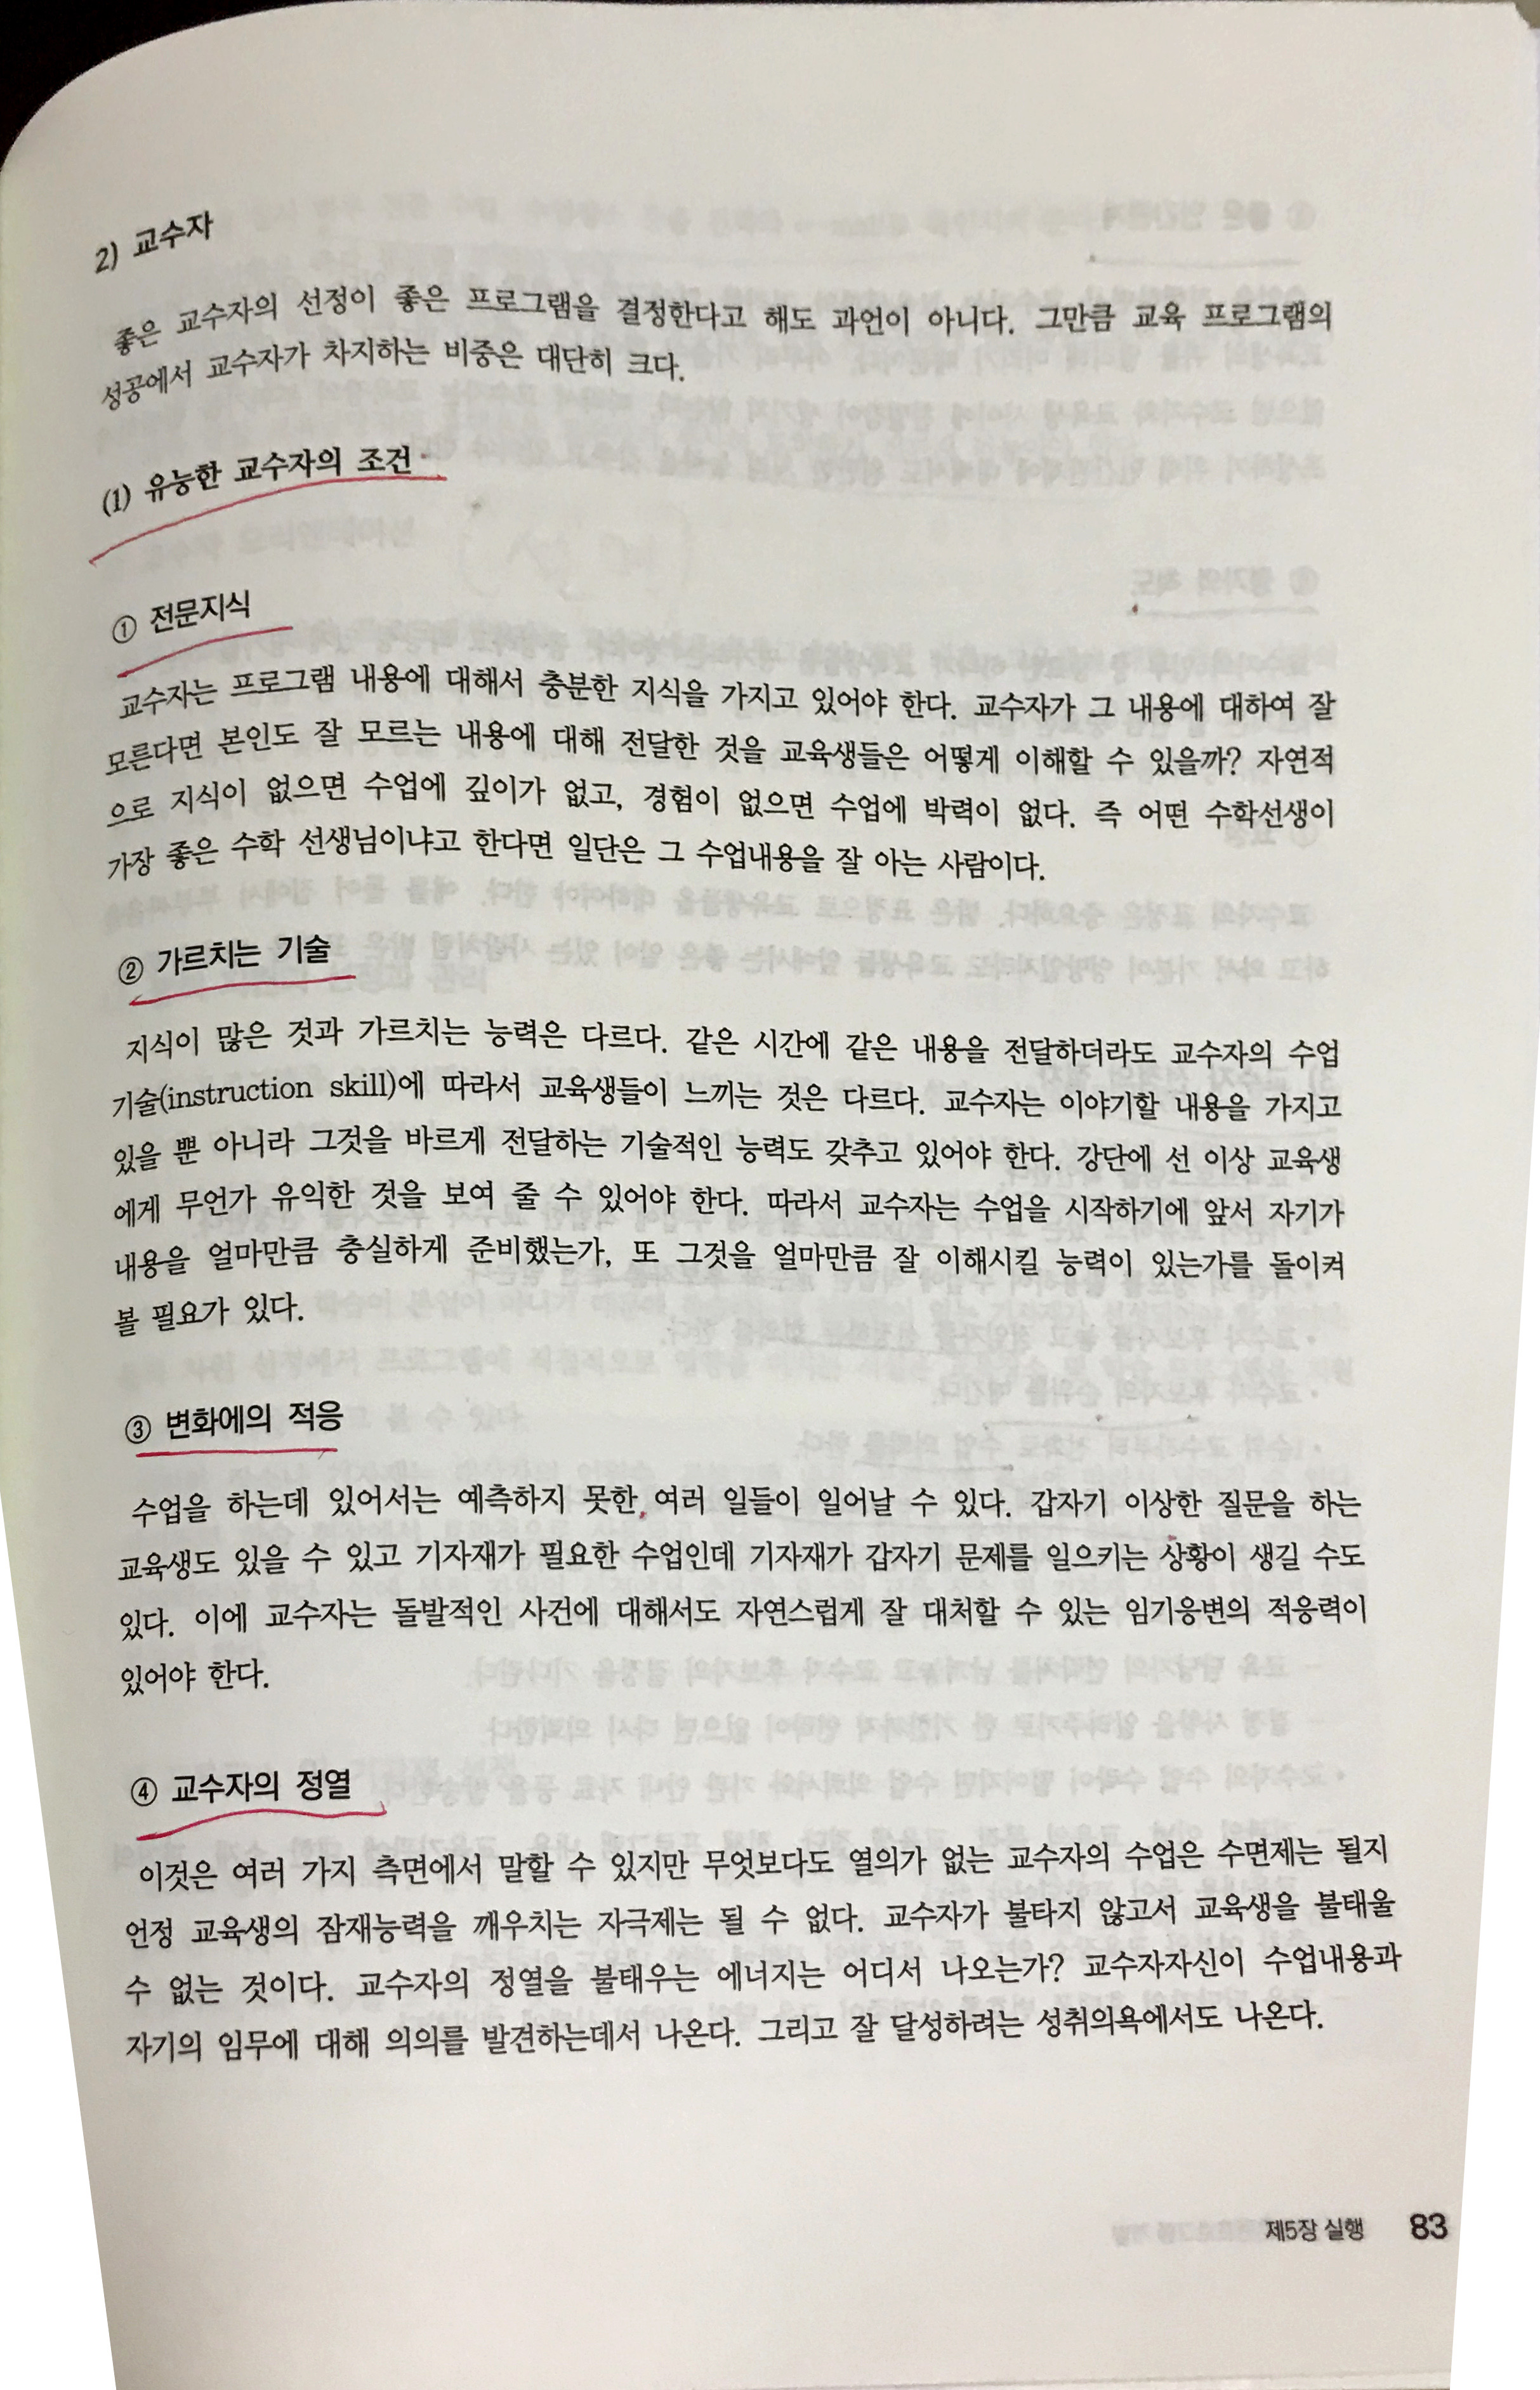 2) 교수자
좋은 교수자의 선정이 좋은 프로그램을 결정한다고 해도 과언이 아니다. 그만큼 교육 프로그램의
성공에서 교수자가 차지하는 비중은 대단히 크다.
(1) 유능한 교수자의 조건
① 전문지식
교수자는 프로그램 내용에 대해서 충분한 지식을 가지고 있어야 한다. 교수자가 그 내용에 대하여 잘
모른다면 본인도 잘 모르는 내용에 대해 전달한 것을 교육생들은 어떻게 이해할 수 있을까? 자연적
으로 지식이 없으면 수업에 깊이가 없고, 경험이 없으면 수업에 박력이 없다. 즉 어떤 수학선생이
가장 좋은 수학 선생님이냐고 한다면 일단은 그 수업내용을 잘 아는 사람이다.
② 가르치는 기술
지식이 많은 것과 가르치는 능력은 다르다. 같은 시간에 같은 내용을 전달하더라도 교수자의 수업
기술(instruction skill)에 따라서 교육생들이 느끼는 것은 다르다. 교수자는 이야기할 내용을 가지고
있을 뿐 아니라 그것을 바르게 전달하는 기술적인 능력도 갖추고 있어야 한다. 강단에 선 이상 교육생
에게 무언가 유익한 것을 보여 줄 수 있어야 한다. 따라서 교수자는 수업을 시작하기에 앞서 자기가
내용을 얼마만큼 충실하게 준비했는가, 또 그것을 얼마만큼 잘 이해시킬 능력이 있는가를 돌이켜
볼 필요가 있다.
③ 변화에의 적응
수업을 하는데 있어서는 예측하지 못한 여러 일들이 일어날 수 있다. 갑자기 이상한 질문을 하는
교육생도 있을 수 있고 기자재가 필요한 수업인데 기자재가 갑자기 문제를 일으키는 상황이 생길 수도
있다. 이에 교수자는 돌발적인 사건에 대해서도 자연스럽게 잘 대처할 수 있는 임기응변의 적응력이
있어야 한다.
④ 교수자의 정열
이것은 여러 가지 측면에서 말할 수 있지만 무엇보다도 열의가 없는 교수자의 수업은 수면제는 될지
언정 교육생의 잠재능력을 깨우치는 자극제는 될 수 없다. 교수자가 불타지 않고서 교육생을 불태울
수 없는 것이다. 교수자의 정열을 불태우는 에너지는 어디서 나오는가? 교수자자신이 수업내용과
자기의 임무에 대해 의의를 발견하는데서 나온다. 그리고 잘 달성하려는 성취의욕에서도 나온다.
제5장 실행 83